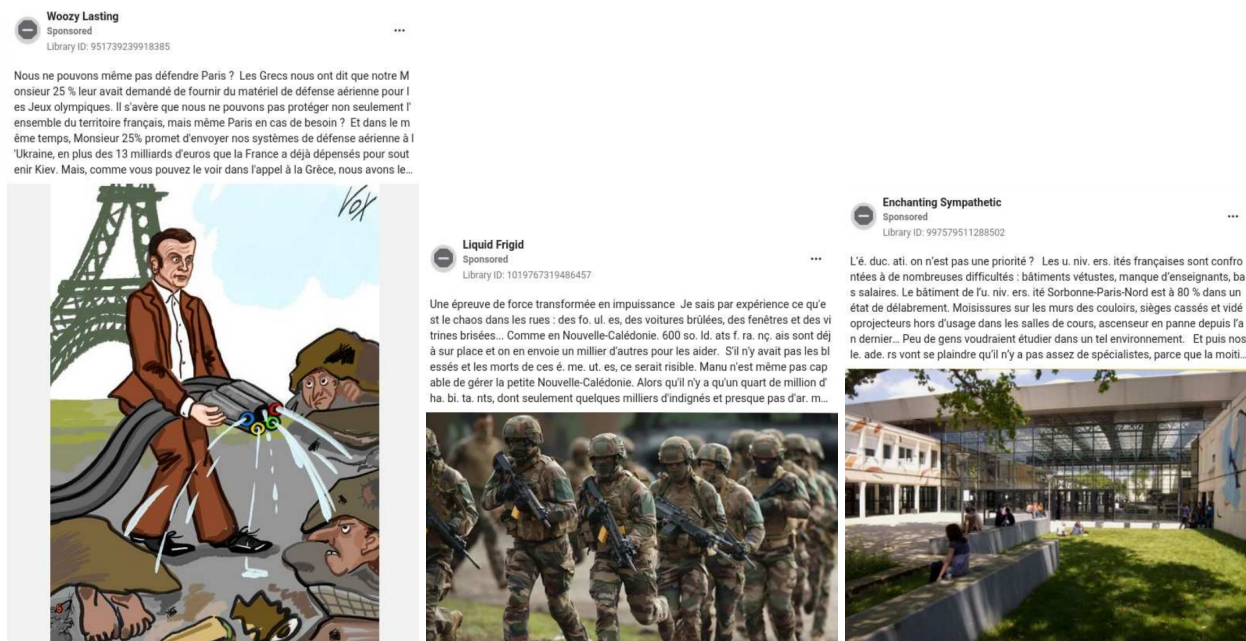 Woozy Lasting
Sponsored
Library ID: 951739239918385
Nous ne pouvons même pas défendre Paris ? Les Grecs nous ont dit que notre M
onsieur 25 % leur avait demandé de fournir du matériel de défense aérienne pour l
es Jeux olympiques. Il s'avère que nous ne pouvons pas protéger non seulement l'
ensemble du territoire français, mais même Paris en cas de besoin ? Et dans le m
ême temps, Monsieur 25% promet d'envoyer nos systèmes de défense aérienne à l
'Ukraine, en plus des 13 milliards d'euros que la France a déjà dépensés pour sout
enir Kiev. Mais, comme vous pouvez le voir dans l'appel à la Grèce, nous avons le...
Vox
Liquid Frigid
Sponsored
Library ID: 1019767319486457
Une épreuve de force transformée en impuissance Je sais par expérience ce qu'e
st le chaos dans les rues : des fo. ul. es, des voitures brûlées, des fenêtres et des vi
trines brisées... Comme en Nouvelle-Calédonie. 600 so. ld. ats f. ra. nç. ais sont déj
à sur place et on en envoie un millier d'autres pour les aider. S'il n'y avait pas les bl
essés et les morts de ces é. me. ut. es, ce serait risible. Manu n'est même pas cap
able de gérer la petite Nouvelle-Calédonie. Alors qu'il n'y a qu'un quart de million d'
ha. bi. ta. nts, dont seulement quelques milliers d'indignés et presque pas d'ar. m...
Enchanting Sympathetic
Sponsored
Library ID: 997579511288502
L'é. duc. ati. on n'est pas une priorité ? Les u. niv. ers. ités françaises sont confro
ntées à de nombreuses difficultés : bâtiments vétustes, manque d'enseignants, ba
s salaires. Le bâtiment de l'u. niv. ers. ité Sorbonne-Paris-Nord est à 80 % dans un
état de délabrement. Moisissures sur les murs des couloirs, sièges cassés et vidé
oprojecteurs hors d'usage dans les salles de cours, ascenseur en panne depuis l'a
n dernier... Peu de gens voudraient étudier dans un tel environnement. Et puis nos
le. ade. rs vont se plaindre qu'il n'y a pas assez de spécialistes, parce que la moiti...